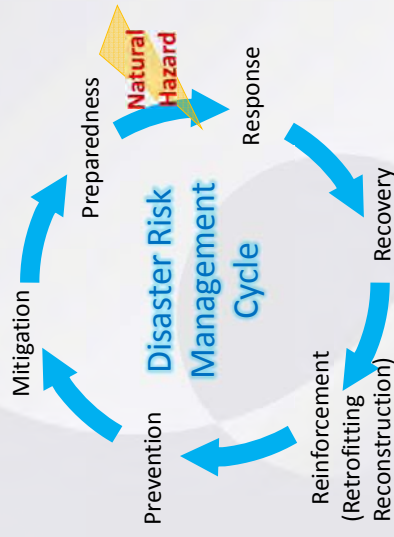 Mitigation
Preparedness
Natural
Hazard
Response
Recovery
Reinforcement
(Retrofitting
Reconstruction)
Prevention
Disaster Risk
Management
Cycle